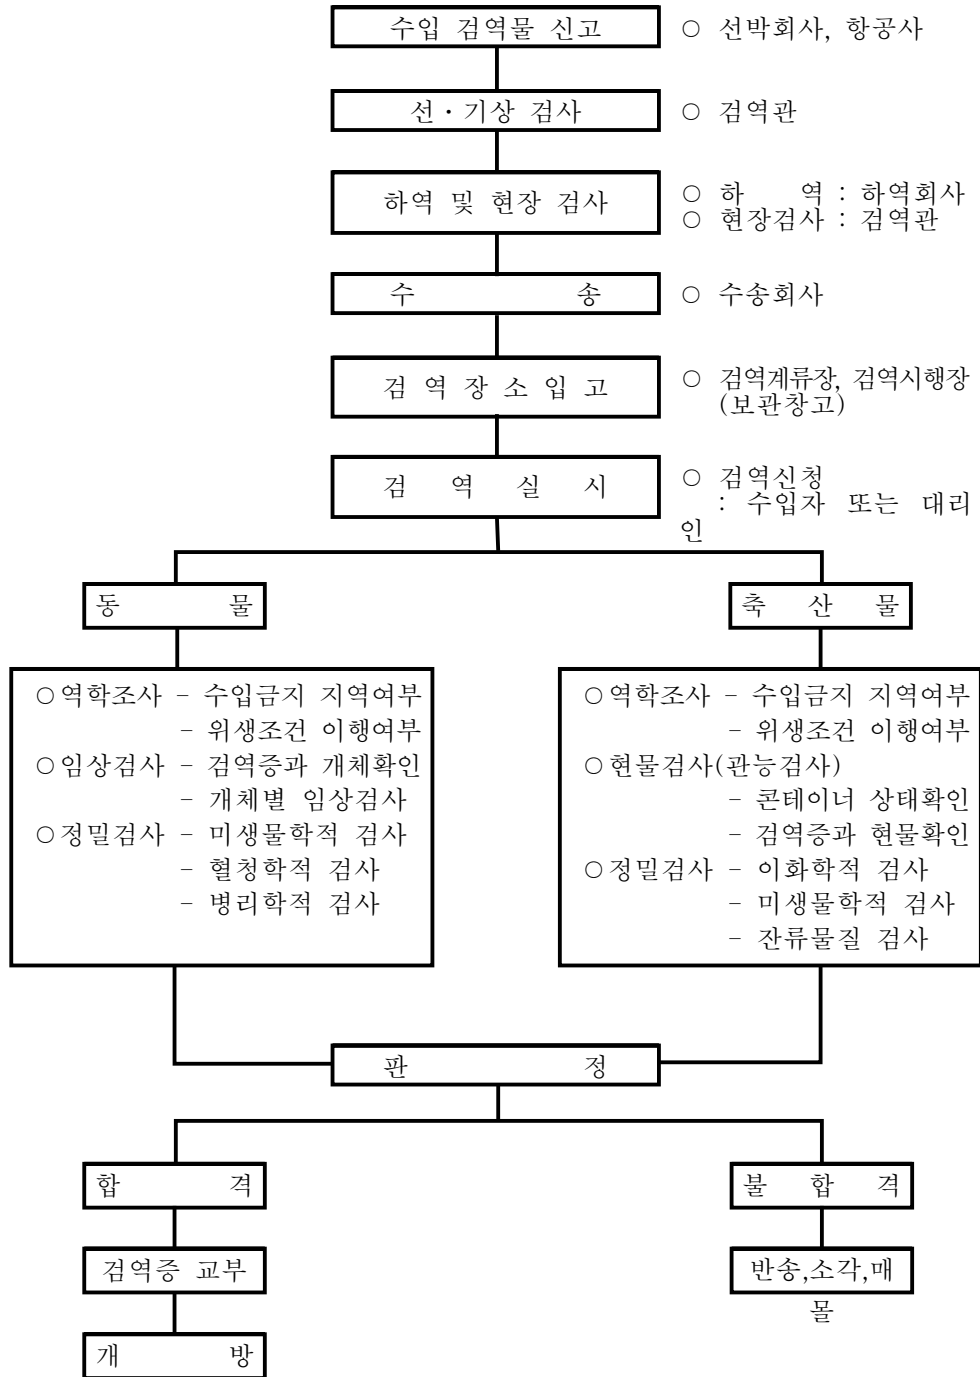 수입 검역물 신고
○ 선박회사, 항공사
선·기상 검사
○ 검역관
하역 및 현장 검사
○ 하 역 : 하역회사
○ 현장검사 : 검역관
수 송
○ 수송회사
검 역 장 소 입 고
○ 검역계류장, 검역시행장
(보관창고)
검 역 실 시
○ 검역신청
: 수입자 또는 대리
인
동 물
○역학조사 - 수입금지 지역여부
- 위생조건 이행여부
○임상검사 - 검역증과 개체확인
- 개체별 임상검사
○정밀검사 - 미생물학적 검사
- 혈청학적 검사
- 병리학적 검사
축 산 물
○역학조사 - 수입금지 지역여부
- 위생조건 이행여부
○현물검사(관능검사)
- 콘테이너 상태확인
- 검역증과 현물확인
○정밀검사 - 이화학적 검사
- 미생물학적 검사
- 잔류물질 검사
판 정
합 격
검역증 교부
개 방
불 합 격
반송,소각,매
몰